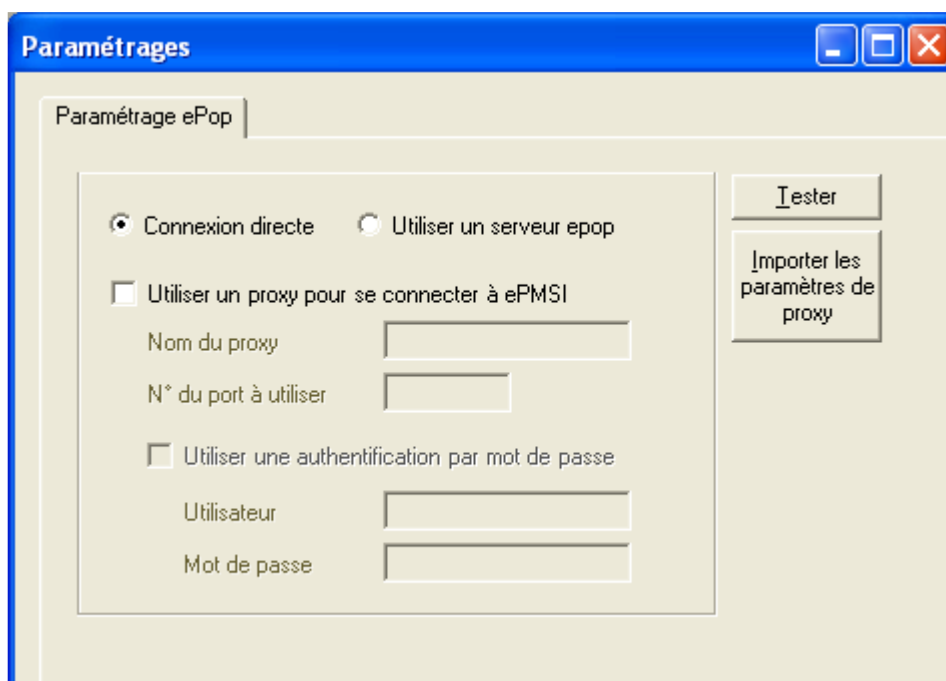 Paramétrages
Paramétrage ePop
Connexion directe
Utiliser un serveur epop
Tester
Utiliser un proxy pour se connecter à ePMSI
Importer les
paramètres de
proxy
Nom du proxy
N° du port à utiliser
Utiliser une authentification par mot de passe
Utilisateur
Mot de passe